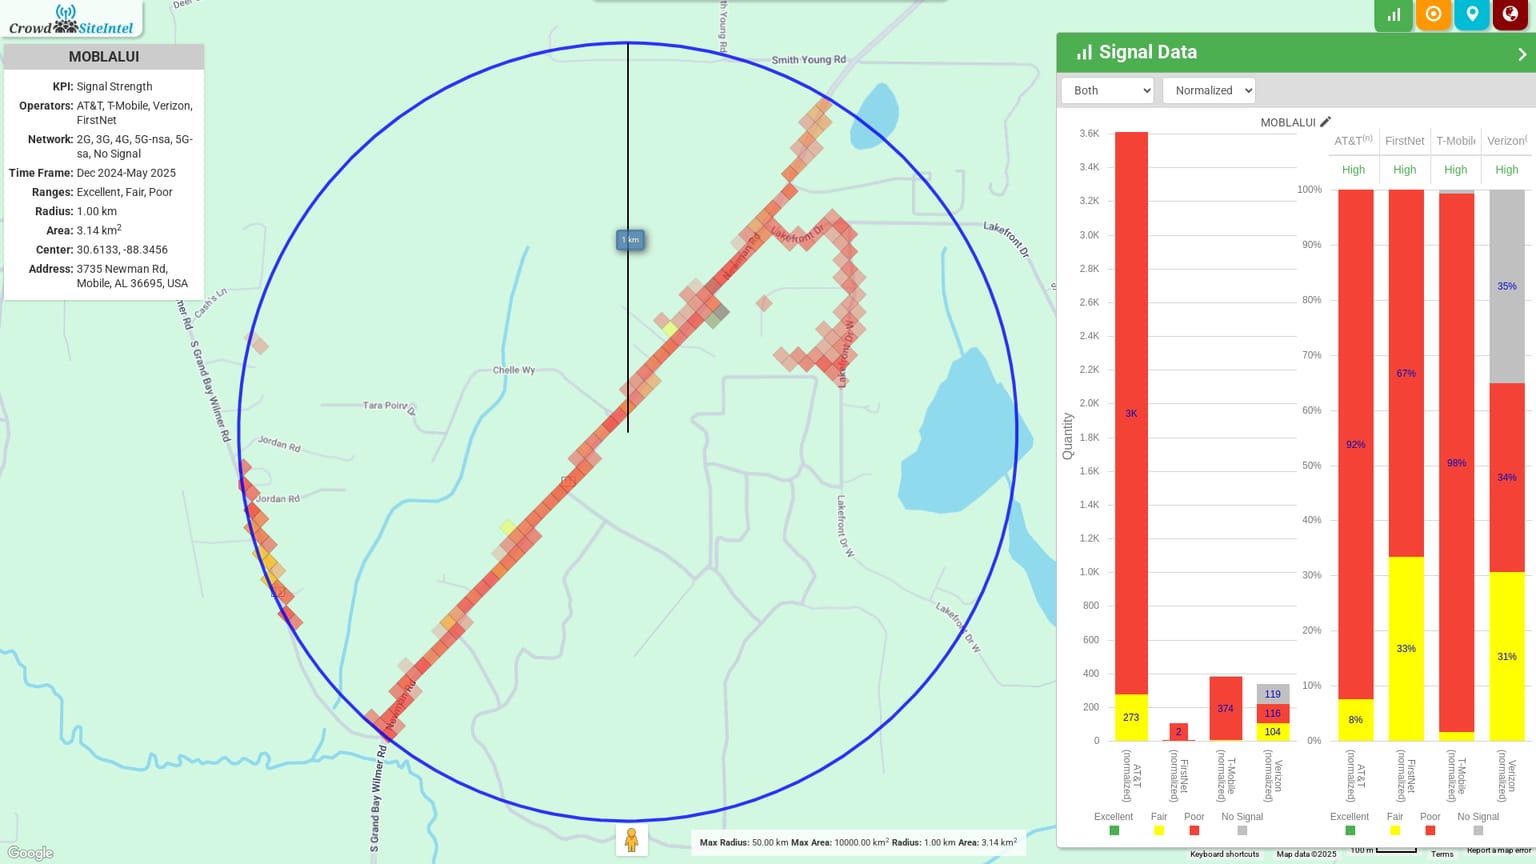 Crowd SiteIntel
MOBLALUI
KPI: Signal Strength
Operators: AT&T, T-Mobile, Verizon,
FirstNet
Network: 2G, 3G, 4G, 5G-nsa, 5G-
sa, No Signal
Time Frame: Dec 2024-May 2025
Ranges: Excellent, Fair, Poor
Radius: 1.00 km
Area: 3.14 km²
Center: 30.6133, -88.3456
Address: 3735 Newman Rd,
Mobile, AL 36695, USA
Smith Young Rd
h Young Rd
1 km
Lakefront Dr
Lakefront Dr
Newman Rd
Cash's Ln
lmer Rd
S Grand Bay Wilmer Rd
Chelle Wy
Tara Point Dr
Jordan Rd
Jordan Rd
Lakefront Dr W
Lakefront Dr W
Lakefront Dr W
Newman Rd
S Grand Bay Wilmer Rd
Google
Max Radius: 50.00 km Max Area: 10000.00 km² Radius: 1.00 km Area: 3.14 km²
Keyboard shortcuts
Map data ©2025
100 m
Terms
Report a map error
Signal Data
Both
Normalized
MOBLALUI
Quantity
3.6K
3.4K
3.2K
3.0K
2.8K
2.6K
2.4K
2.2K
2.0K
1.8K
1.6K
1.4K
1.2K
1.0K
800
600
400
200
0
3K
273
2
374
119
116
104
AT&T
(normalized)
FirstNet
(normalized)
T-Mobile
(normalized)
Verizon
(normalized)
Excellent
Fair
Poor
No Signal
AT&T(n)
FirstNet
T-Mobile
Verizon(
High
High
High
High
100%
90%
80%
70%
60%
50%
40%
30%
20%
10%
0%
92%
8%
67%
33%
98%
35%
34%
31%
AT&T
(normalized)
FirstNet
(normalized)
T-Mobile
(normalized)
Verizon
(normalized)
Excellent
Fair
Poor
No Signal